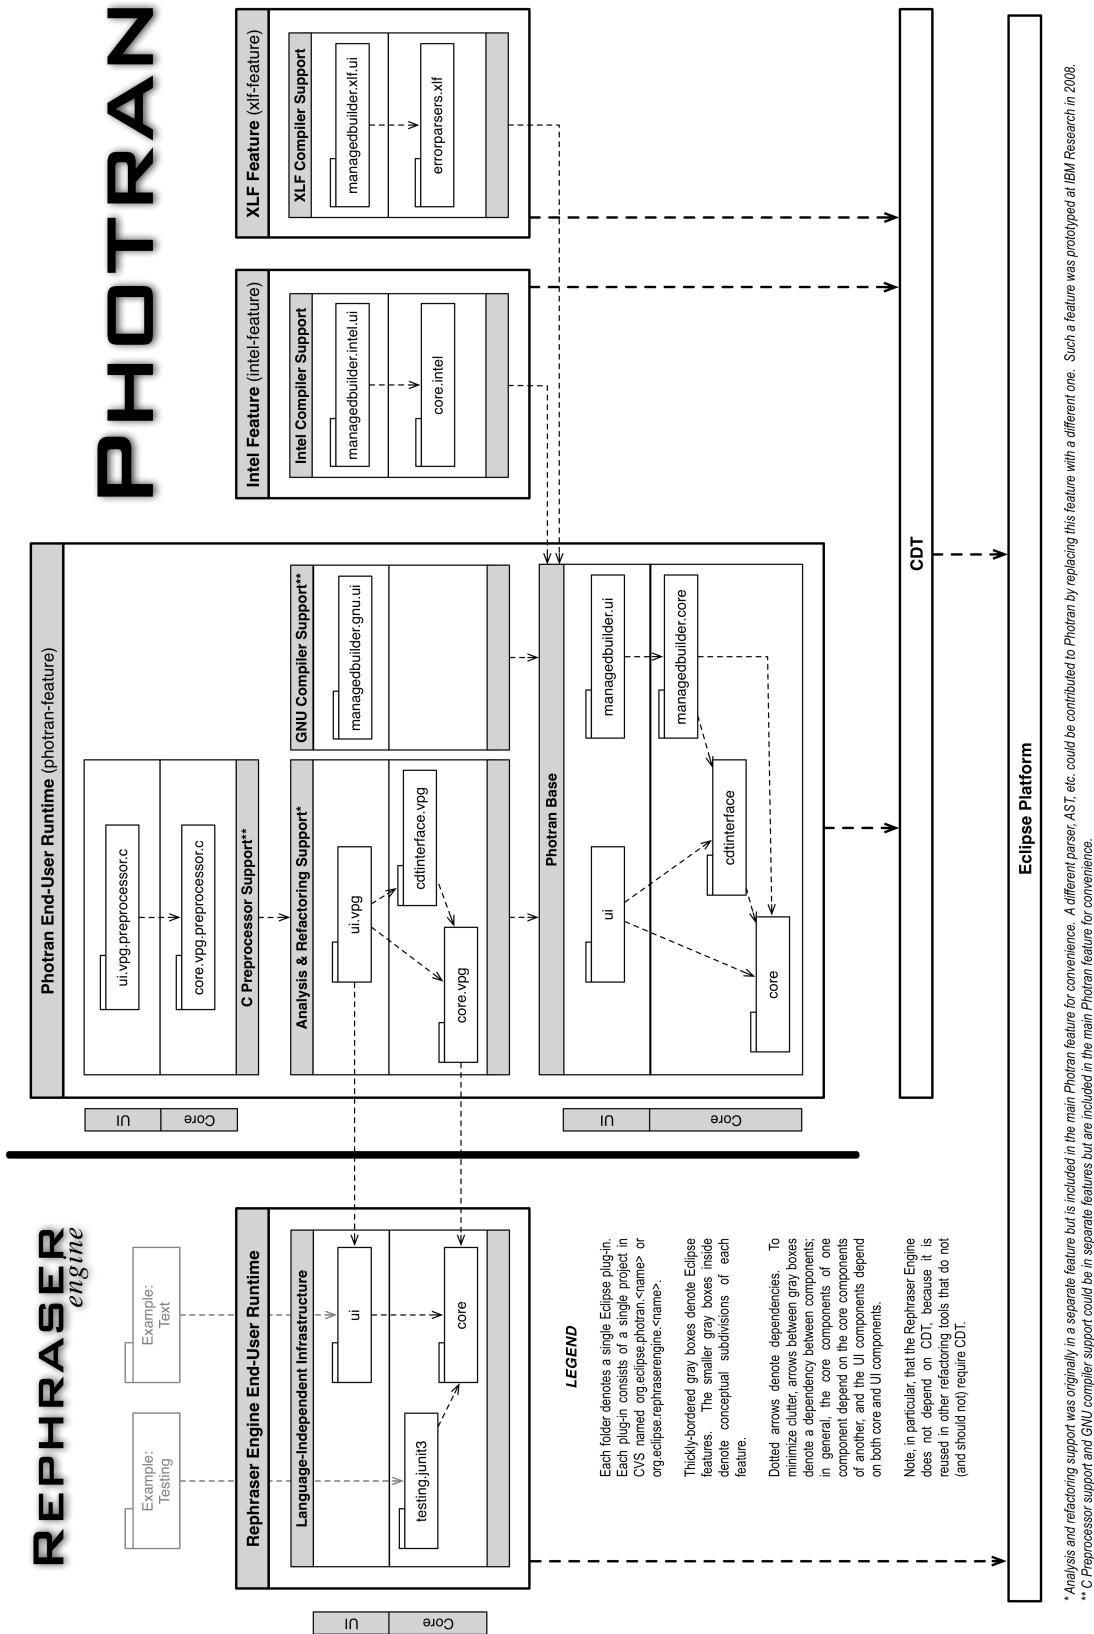 REPHRASER
engine
PHOTRAN
Example:
Testing
Example:
Text
Rephraser Engine End-User Runtime
Language-Independent Infrastructure
UI
Core
ui
testing.junit3
core
Photran End-User Runtime (photran-feature)
UI
Core
ui.vpg.preprocessor.c
core.vpg.preprocessor.c
C Preprocessor Support**
Analysis & Refactoring Support*
ui.vpg
cdtinterface.vpg
core.vpg
GNU Compiler Support**
managedbuilder.gnu.ui
Photran Base
UI
Core
ui
managedbuilder.ui
managedbuilder.core
cdtinterface
core
Intel Feature (intel-feature)
Intel Compiler Support
managedbuilder.intel.ui
core.intel
XLF Feature (xlf-feature)
XLF Compiler Support
managedbuilder.xlf.ui
errorparsers.xlf
LEGEND
Each folder denotes a single Eclipse plug-in.
Each plug-in consists of a single project in
CVS named org.eclipse.photran.<name> or
org.eclipse.rephraserengine.<name>.
Thickly-bordered gray boxes denote Eclipse
features. The smaller gray boxes inside
denote conceptual subdivisions of each
feature.
Dotted arrows denote dependencies. To
minimize clutter, arrows between gray boxes
denote a dependency between components;
in general, the core components of one
component depend on the core components
of another, and the UI components depend
on both core and UI components.
Note, in particular, that the Rephraser Engine
does not depend on CDT, because it is
reused in other refactoring tools that do not
(and should not) require CDT.
CDT
Eclipse Platform
* Analysis and refactoring support was originally in a separate feature but is included in the main Photran feature for convenience. A different parser, AST, etc. could be contributed to Photran by replacing this feature with a different one. Such a feature was prototyped at IBM Research in 2008.
** C Preprocessor support and GNU compiler support could be in separate features but are included in the main Photran feature for convenience.